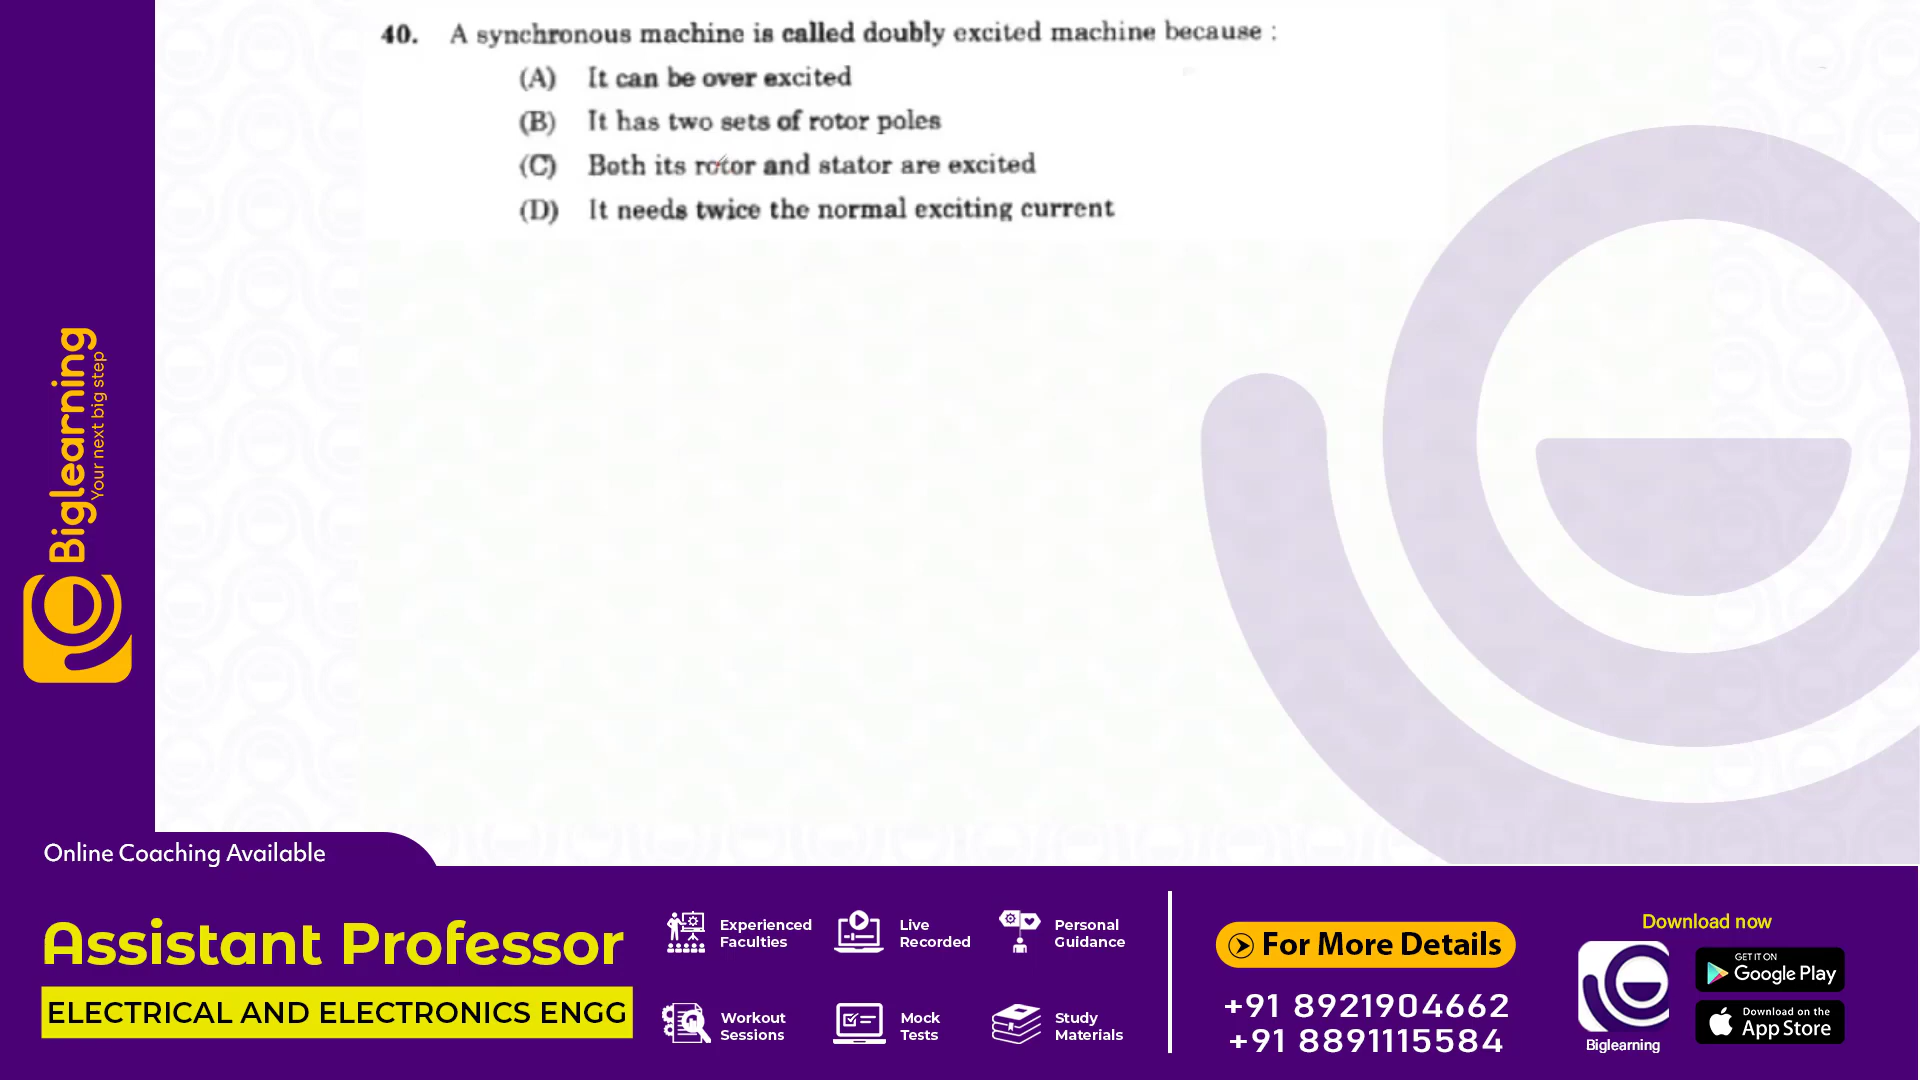 40. A synchronous machine is called doubly excited machine because :
(A) It can be over excited
(B) It has two sets of rotor poles
(C) Both its rotor and stator are excited
(D) It needs twice the normal exciting current
Biglearning
Your next big step
Online Coaching Available
Assistant Professor
ELECTRICAL AND ELECTRONICS ENGG
Experienced
Faculties
Live
Recorded
Personal
Guidance
Workout
Sessions
Mock
Tests
Study
Materials
For More Details
+91 8921904662
+91 8891115584
Download now
Biglearning
GET IT ON
Google Play
Download on the
App Store